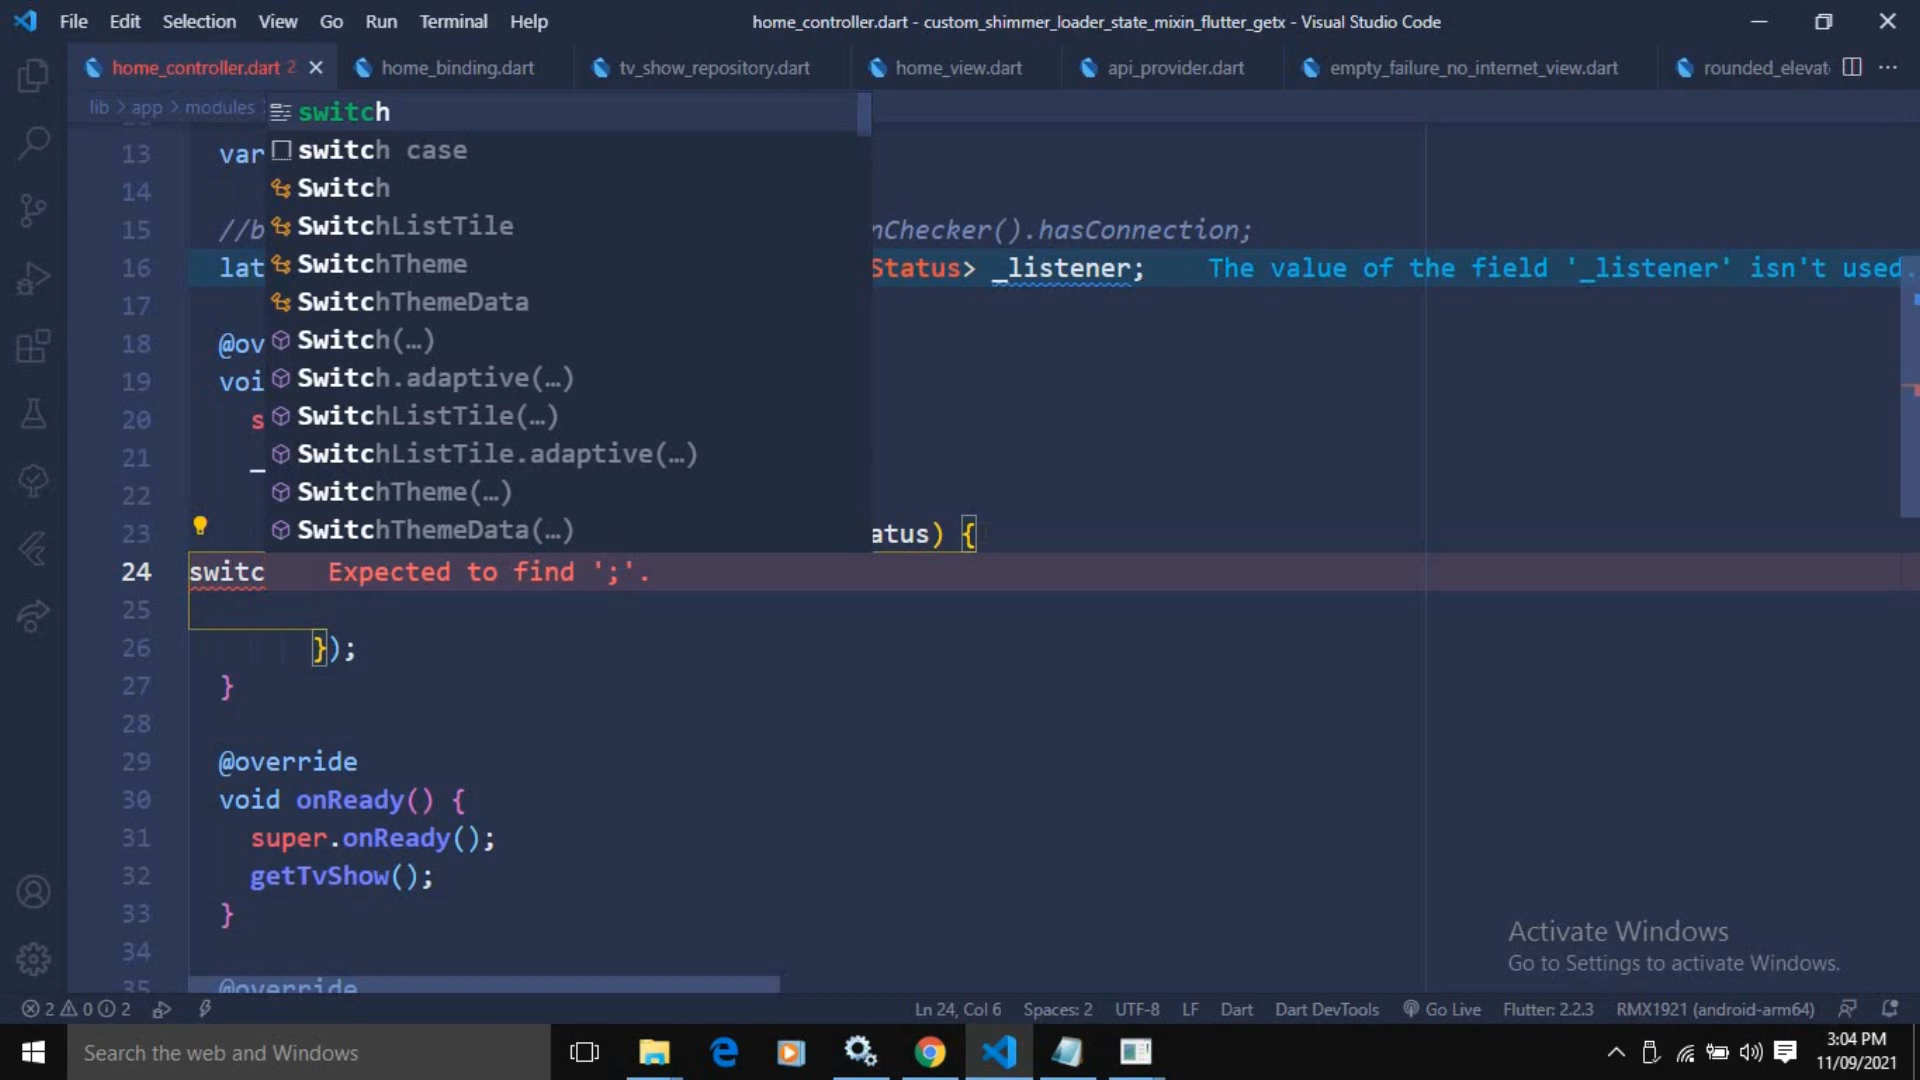 File Edit Selection View Go Run Terminal Help
home_controller.dart - custom_shimmer_loader_state_mixin_flutter_getx - Visual Studio Code
home_controller.dart 2
home_binding.dart
tv_show_repository.dart
home_view.dart
api_provider.dart
empty_failure_no_internet_view.dart
rounded_elevat
lib > app > modules
switch
switch case
Switch
SwitchListTile
SwitchTheme
SwitchThemeData
Switch(…)
Switch.adaptive(…)
SwitchListTile(…)
SwitchListTile.adaptive(…)
SwitchTheme(…)
SwitchThemeData(…)
13 var
14
15 //b nChecker().hasConnection;
16 lat Status> _listener; The value of the field '_listener' isn't used.
17
18 @ov
19 voi
20 s
21 _
22
23 atus) {
24 switc Expected to find ';'.
25
26 });
27 }
28
29 @override
30 void onReady() {
31 super.onReady();
32 getTvShow();
33 }
34
35 @override
Activate Windows
Go to Settings to activate Windows.
2 0 2
Ln 24, Col 6 Spaces: 2 UTF-8 LF Dart Dart DevTools Go Live Flutter: 2.2.3 RMX1921 (android-arm64)
Search the web and Windows
3:04 PM
11/09/2021